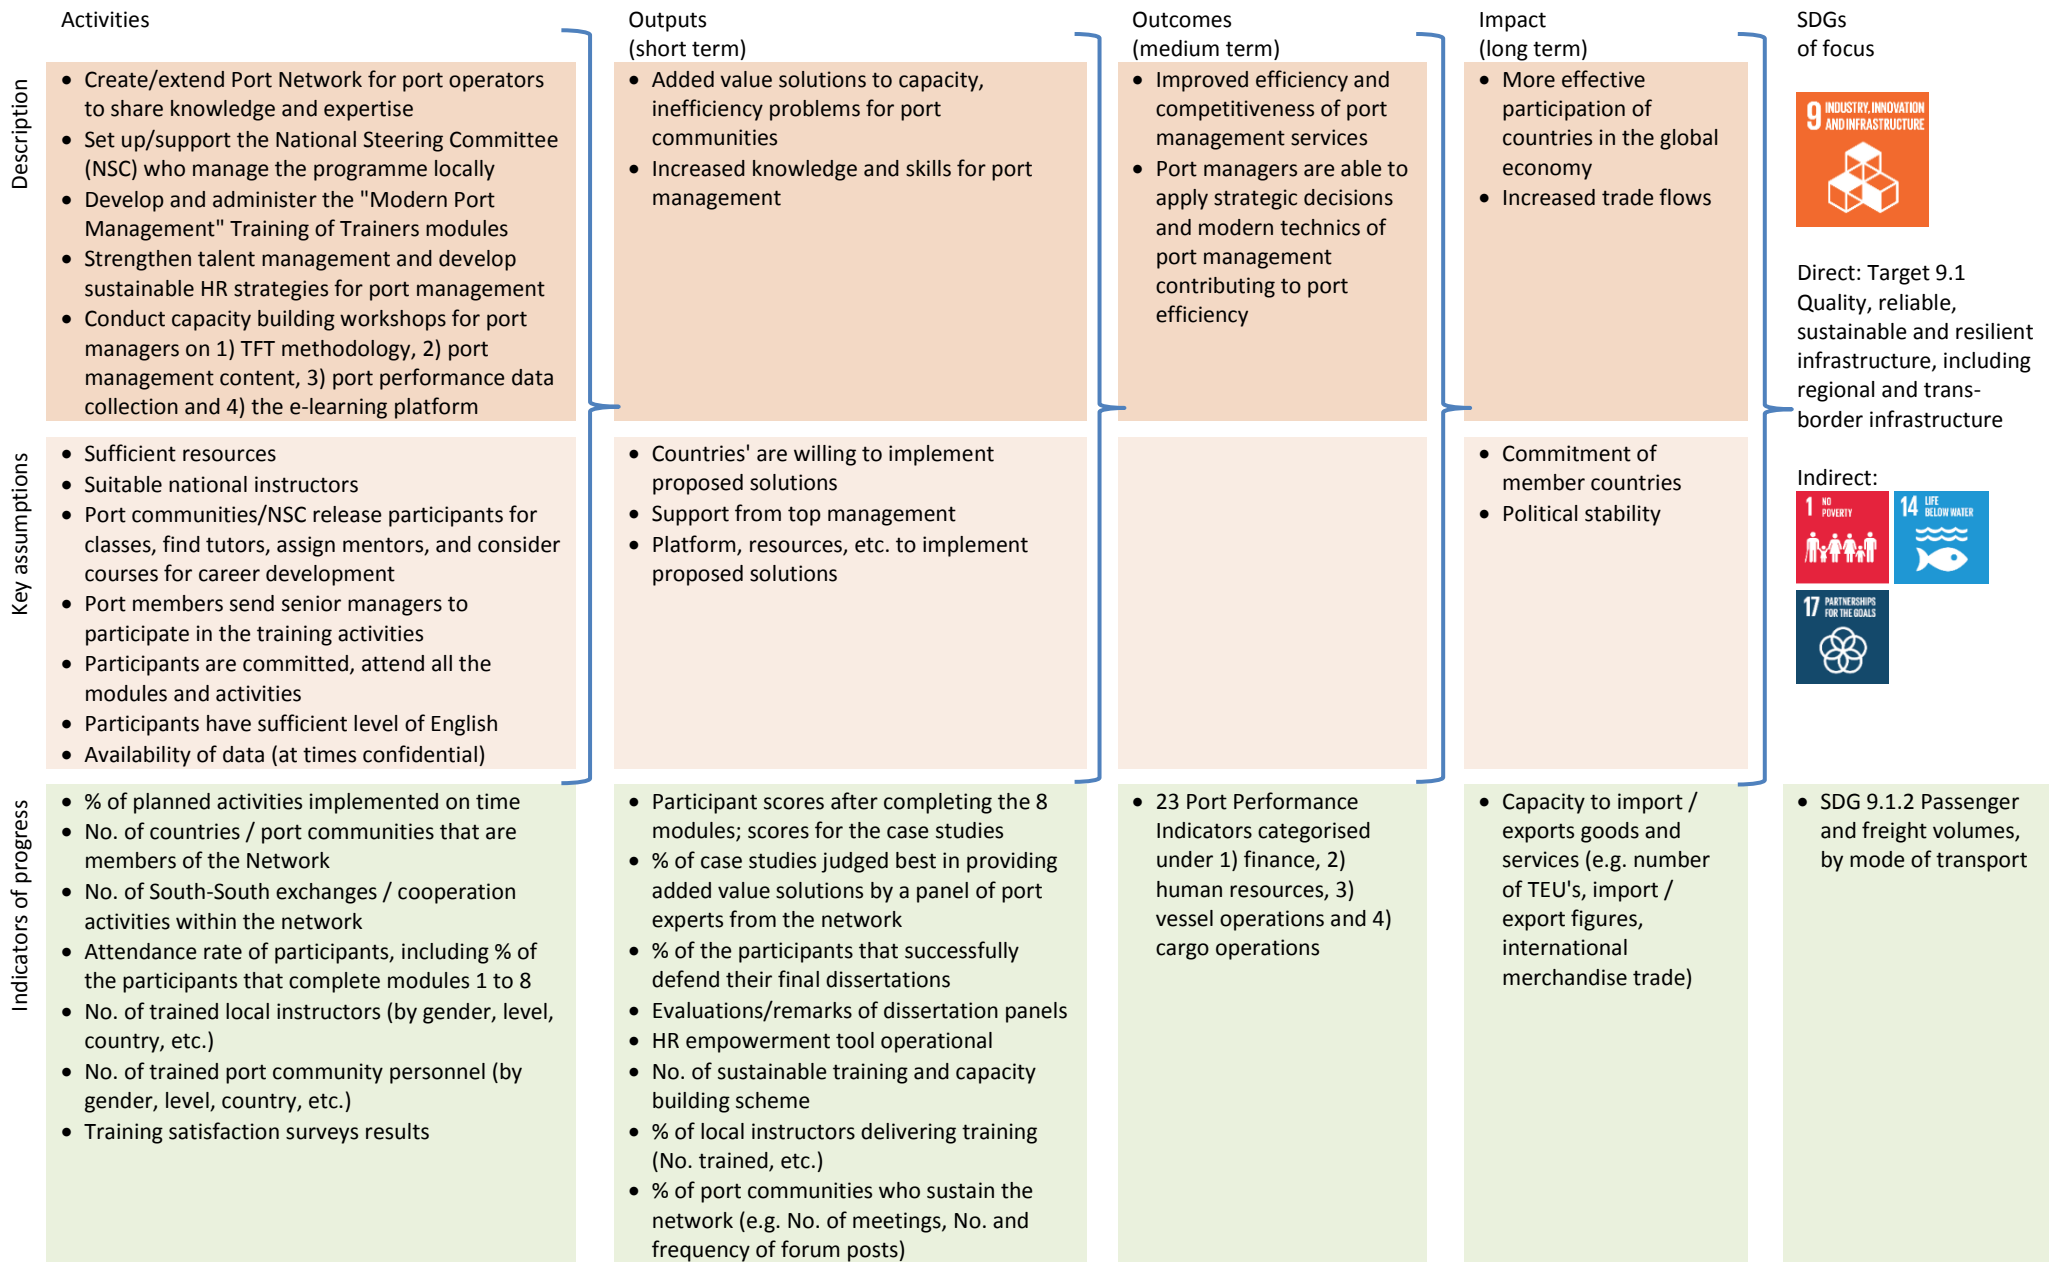 Activities
Outputs
(short term)
Outcomes
(medium term)
Impact
(long term)
SDGs
of focus
Description
• Create/extend Port Network for port operators
to share knowledge and expertise
• Set up/support the National Steering Committee
(NSC) who manage the programme locally
• Develop and administer the "Modern Port
Management" Training of Trainers modules
• Strengthen talent management and develop
sustainable HR strategies for port management
• Conduct capacity building workshops for port
managers on 1) TFT methodology, 2) port
management content, 3) port performance data
collection and 4) the e-learning platform
• Added value solutions to capacity,
inefficiency problems for port
communities
• Increased knowledge and skills for port
management
• Improved efficiency and
competitiveness of port
management services
• Port managers are able to
apply strategic decisions
and modern technics of
port management
contributing to port
efficiency
• More effective
participation of
countries in the global
economy
• Increased trade flows
9 INDUSTRY, INNOVATION
AND INFRASTRUCTURE
Direct: Target 9.1
Quality, reliable,
sustainable and resilient
infrastructure, including
regional and trans-
border infrastructure
Indirect:
1 NO
POVERTY
14 LIFE
BELOW WATER
17 PARTNERSHIPS
FOR THE GOALS
Key assumptions
• Sufficient resources
• Suitable national instructors
• Port communities/NSC release participants for
classes, find tutors, assign mentors, and consider
courses for career development
• Port members send senior managers to
participate in the training activities
• Participants are committed, attend all the
modules and activities
• Participants have sufficient level of English
• Availability of data (at times confidential)
• Countries' are willing to implement
proposed solutions
• Support from top management
• Platform, resources, etc. to implement
proposed solutions
• Commitment of
member countries
• Political stability
Indicators of progress
• % of planned activities implemented on time
• No. of countries / port communities that are
members of the Network
• No. of South-South exchanges / cooperation
activities within the network
• Attendance rate of participants, including % of
the participants that complete modules 1 to 8
• No. of trained local instructors (by gender, level,
country, etc.)
• No. of trained port community personnel (by
gender, level, country, etc.)
• Training satisfaction surveys results
• Participant scores after completing the 8
modules; scores for the case studies
• % of case studies judged best in providing
added value solutions by a panel of port
experts from the network
• % of the participants that successfully
defend their final dissertations
• Evaluations/remarks of dissertation panels
• HR empowerment tool operational
• No. of sustainable training and capacity
building scheme
• % of local instructors delivering training
(No. trained, etc.)
• % of port communities who sustain the
network (e.g. No. of meetings, No. and
frequency of forum posts)
• 23 Port Performance
Indicators categorised
under 1) finance, 2)
human resources, 3)
vessel operations and 4)
cargo operations
• Capacity to import /
exports goods and
services (e.g. number
of TEU's, import /
export figures,
international
merchandise trade)
• SDG 9.1.2 Passenger
and freight volumes,
by mode of transport